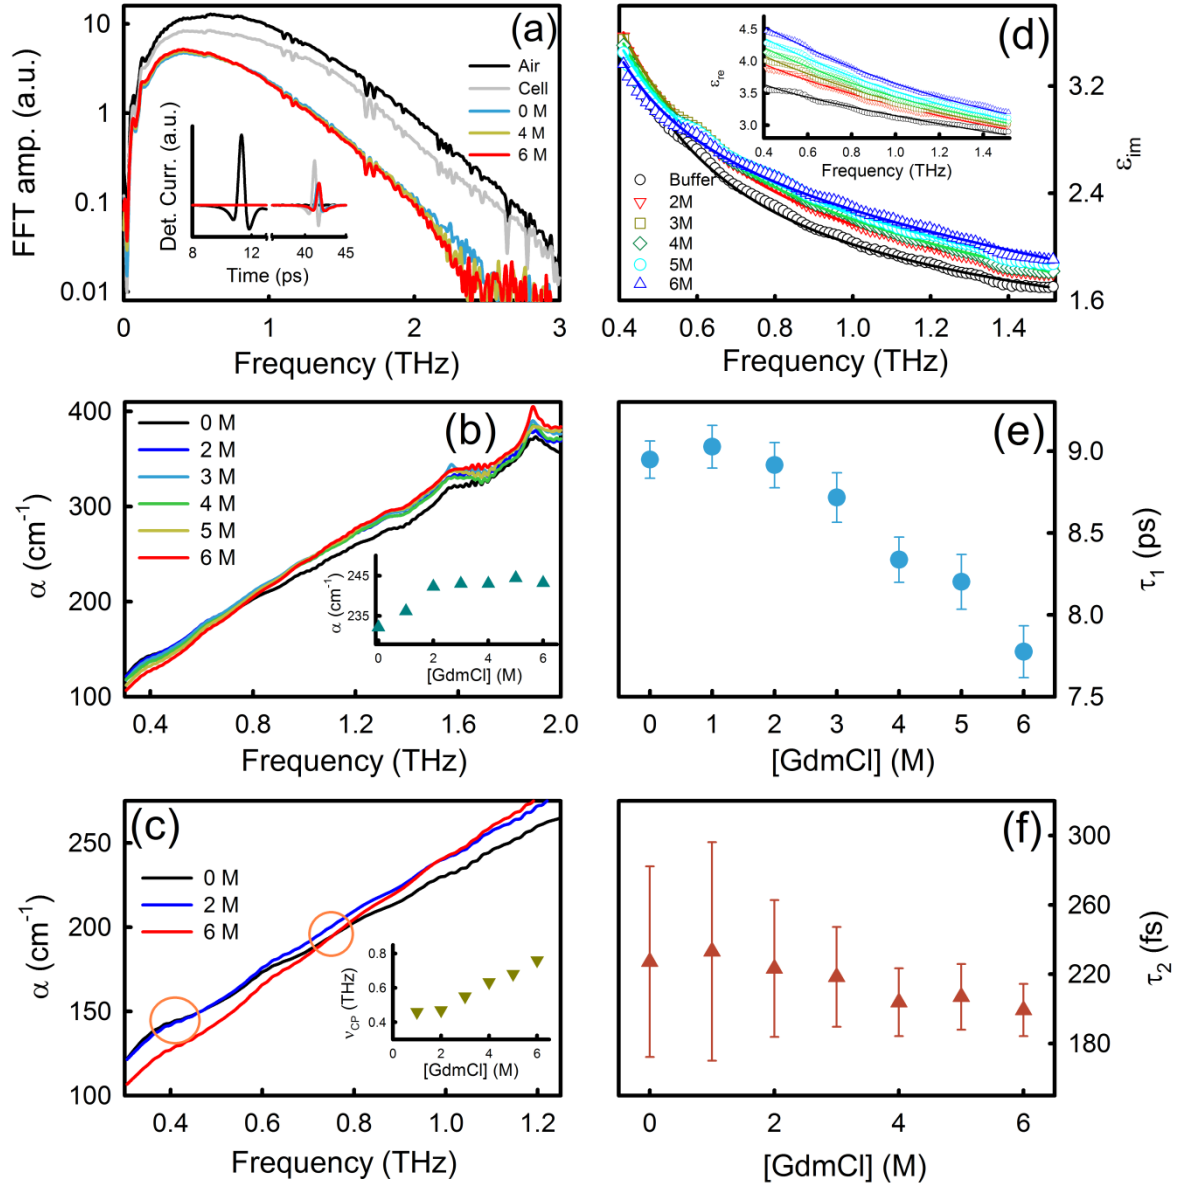 (a)
FFT amp. (a.u.)
10
1
0.1
0.01
Air
Cell
0 M
4 M
6 M
Det. Curr. (a.u.)
8 12 40 45
Time (ps)
0 1 2 3
Frequency (THz)
(d)
ε_re
4.5
4.0
3.5
3.0
0.4 0.6 0.8 1.0 1.2 1.4
Frequency (THz)
Buffer
2M
3M
4M
5M
6M
3.2
2.4
1.6
ε_im
0.4 0.6 0.8 1.0 1.2 1.4
Frequency (THz)
(b)
α (cm⁻¹)
400
300
200
100
0 M
2 M
3 M
4 M
5 M
6 M
α (cm⁻¹)
245
235
0 2 4 6
[GdmCl] (M)
0.4 0.8 1.2 1.6 2.0
Frequency (THz)
(e)
9.0
8.5
8.0
7.5
τ₁ (ps)
0 1 2 3 4 5 6
[GdmCl] (M)
(c)
α (cm⁻¹)
250
200
150
100
0 M
2 M
6 M
ν_CP (THz)
0.8
0.6
0.4
0 2 4 6
[GdmCl] (M)
0.4 0.6 0.8 1.0 1.2
Frequency (THz)
(f)
300
260
220
180
τ₂ (fs)
0 2 4 6
[GdmCl] (M)